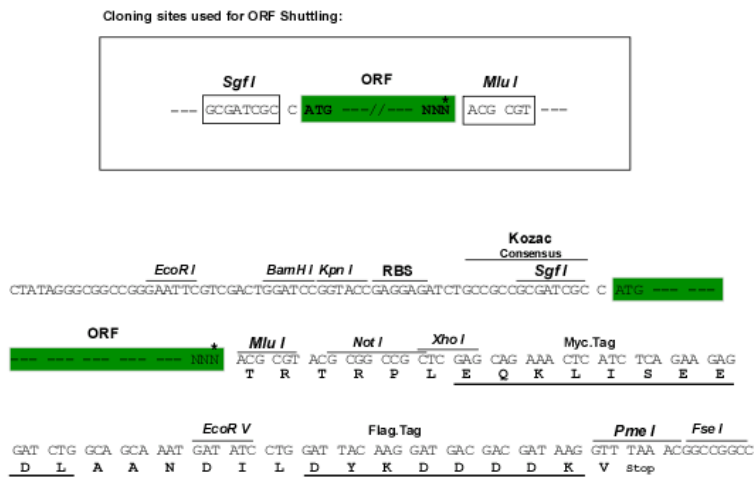 Cloning sites used for ORF Shuttling:
Sgf I ORF Mlu I
--- GCGATCGC C ATG ---//--- NNN* ACG CGT ---
Kozac
Consensus
EcoR I BamH I Kpn I RBS Sgf I
CTATAGGGCGGCCGGGAATTCGTCGACTGGATCCGGTACCGAGGAGATCTGCCGCCGCGATCGC C ATG --- ---
ORF
Mlu I Not I Xho I Myc.Tag
--- --- --- --- --- NNN* ACG CGT ACG CGG CCG CTC GAG CAG AAA CTC ATC TCA GAA GAG
T R T R P L E Q K L I S E E
EcoR V Flag.Tag Pme I Fse I
GAT CTG GCA GCA AAT GAT ATC CTG GAT TAC AAG GAT GAC GAC GAT AAG GTT TAA ACGGCCGGCC
D L A A N D I L D Y K D D D D K V Stop